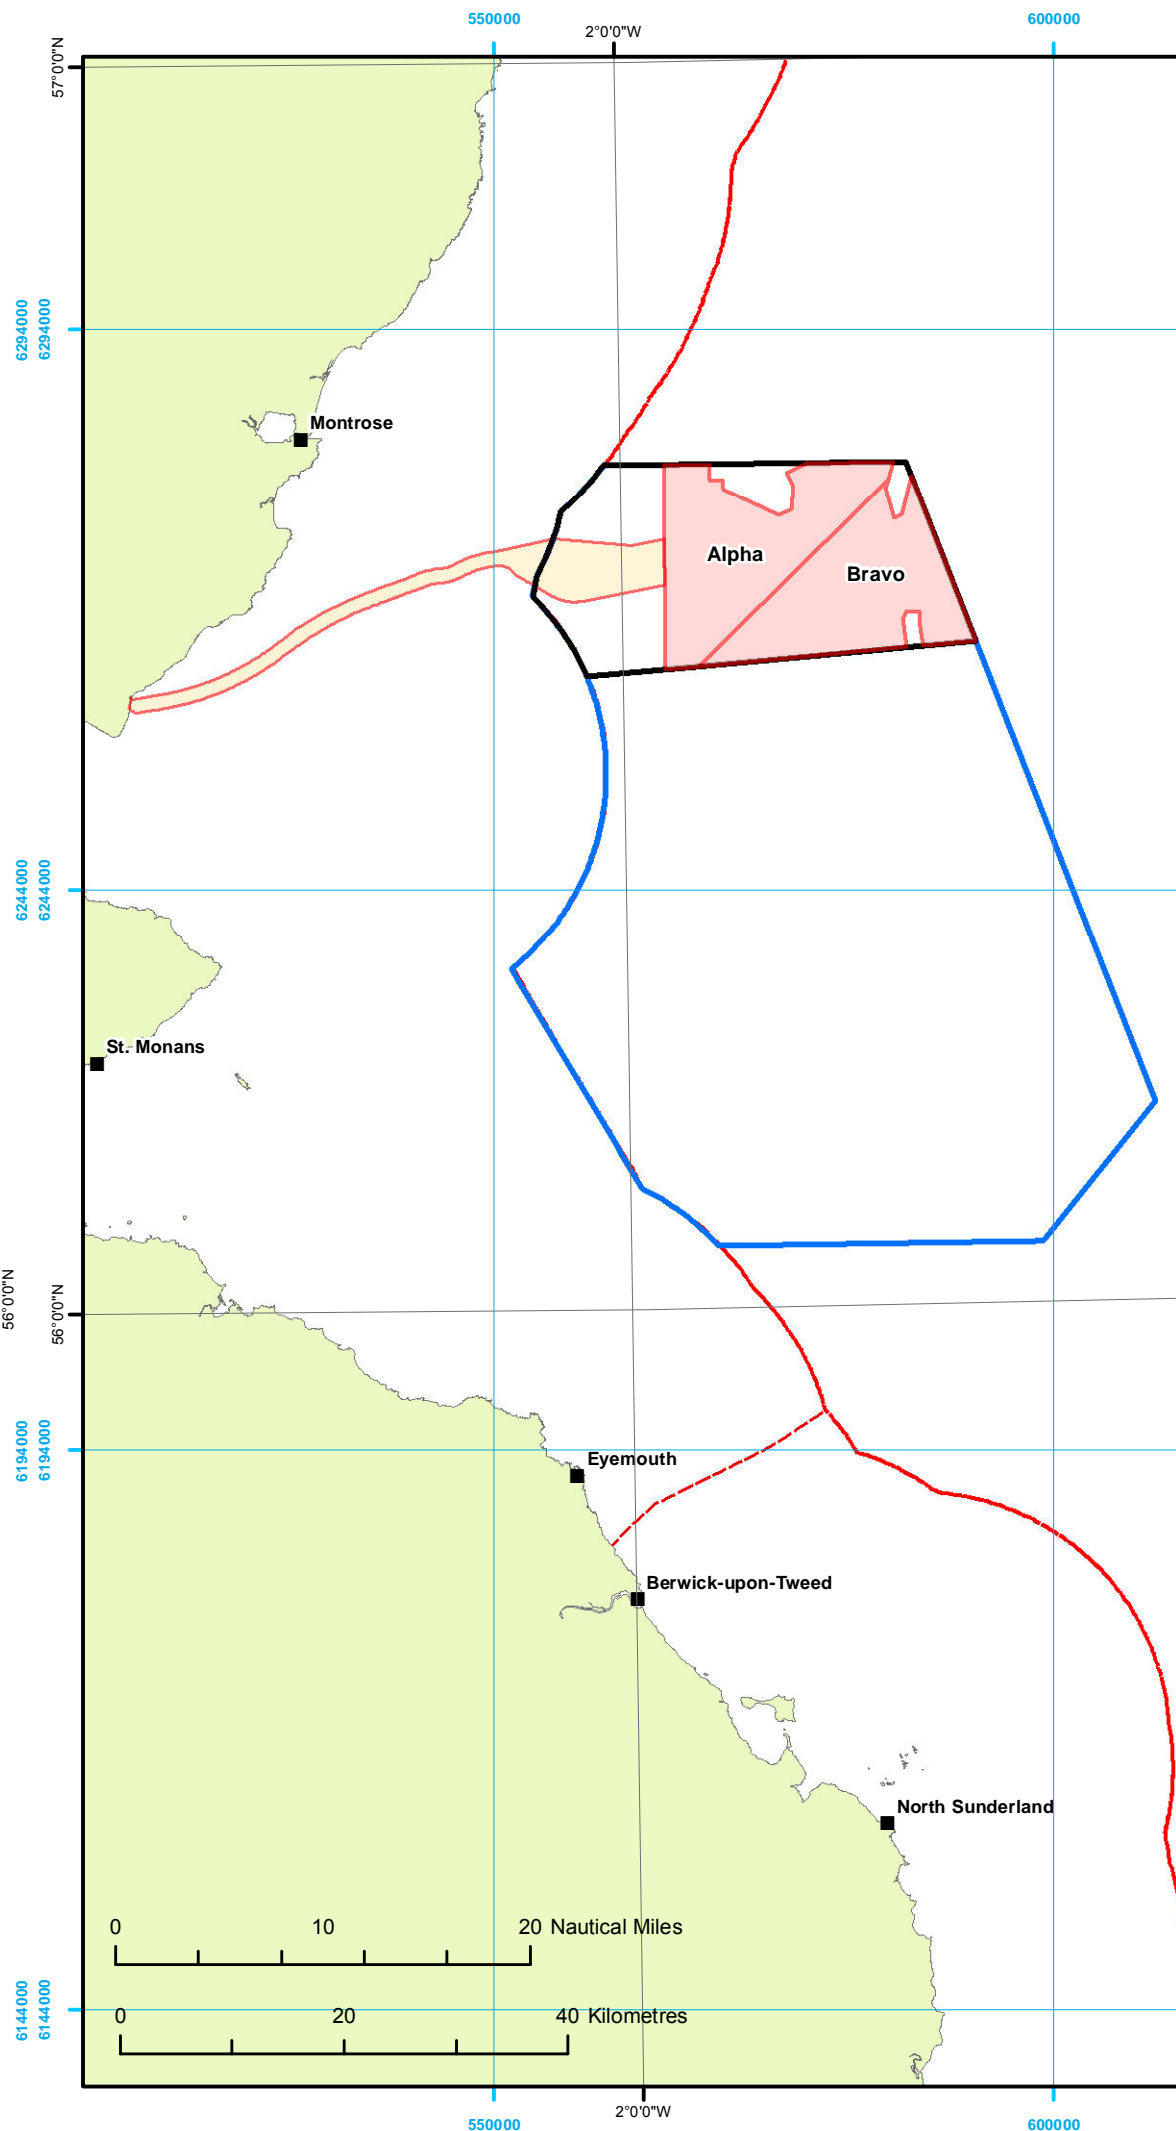 550000
600000
2°0'0"W
57°0'0"N
6294000
6294000
Montrose
Alpha
Bravo
6244000
6244000
St. Monans
56°0'0"N
56°0'0"N
6194000
6194000
Eyemouth
Berwick-upon-Tweed
North Sunderland
0 10 20 Nautical Miles
0 20 40 Kilometres
6144000
6144000
2°0'0"W
550000
600000